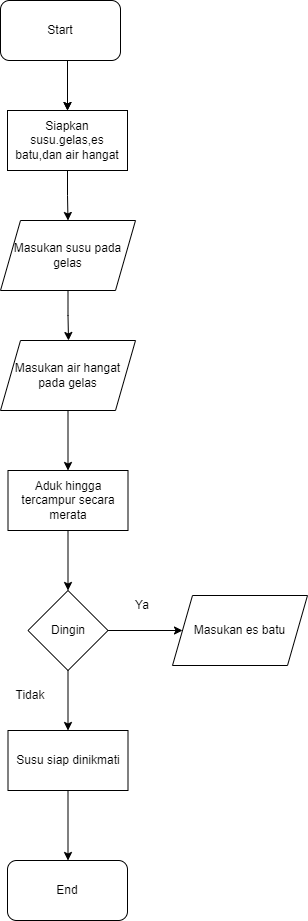 Start
Siapkan
susu.gelas,es
batu,dan air hangat
Masukan susu pada
gelas
Masukan air hangat
pada gelas
Aduk hingga
tercampur secara
merata
Ya
Dingin
Masukan es batu
Tidak
Susu siap dinikmati
End